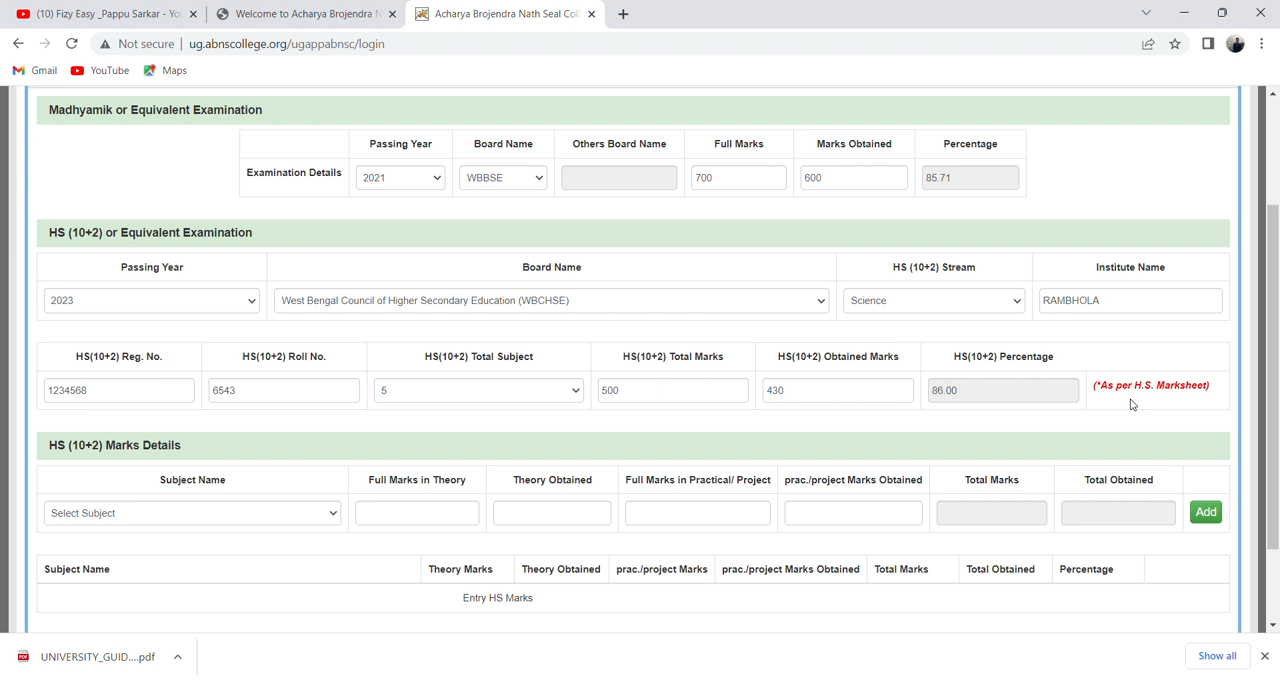 (10) Fizy Easy _Pappu Sarkar - Yo
Welcome to Acharya Brojendra N
Acharya Brojendra Nath Seal Coll
Not secure | ug.abnscollege.org/ugappabnsc/login
Gmail YouTube Maps
Madhyamik or Equivalent Examination
Passing Year Board Name Others Board Name Full Marks Marks Obtained Percentage
Examination Details 2021 WBBSE 700 600 85.71
HS (10+2) or Equivalent Examination
Passing Year Board Name HS (10+2) Stream Institute Name
2023 West Bengal Council of Higher Secondary Education (WBCHSE) Science RAMBHOLA
HS(10+2) Reg. No. HS(10+2) Roll No. HS(10+2) Total Subject HS(10+2) Total Marks HS(10+2) Obtained Marks HS(10+2) Percentage
1234568 6543 5 500 430 86.00 (*As per H.S. Marksheet)
HS (10+2) Marks Details
Subject Name Full Marks in Theory Theory Obtained Full Marks in Practical/ Project prac./project Marks Obtained Total Marks Total Obtained
Select Subject Add
Subject Name Theory Marks Theory Obtained prac./project Marks prac./project Marks Obtained Total Marks Total Obtained Percentage
Entry HS Marks
UNIVERSITY_GUID....pdf Show all